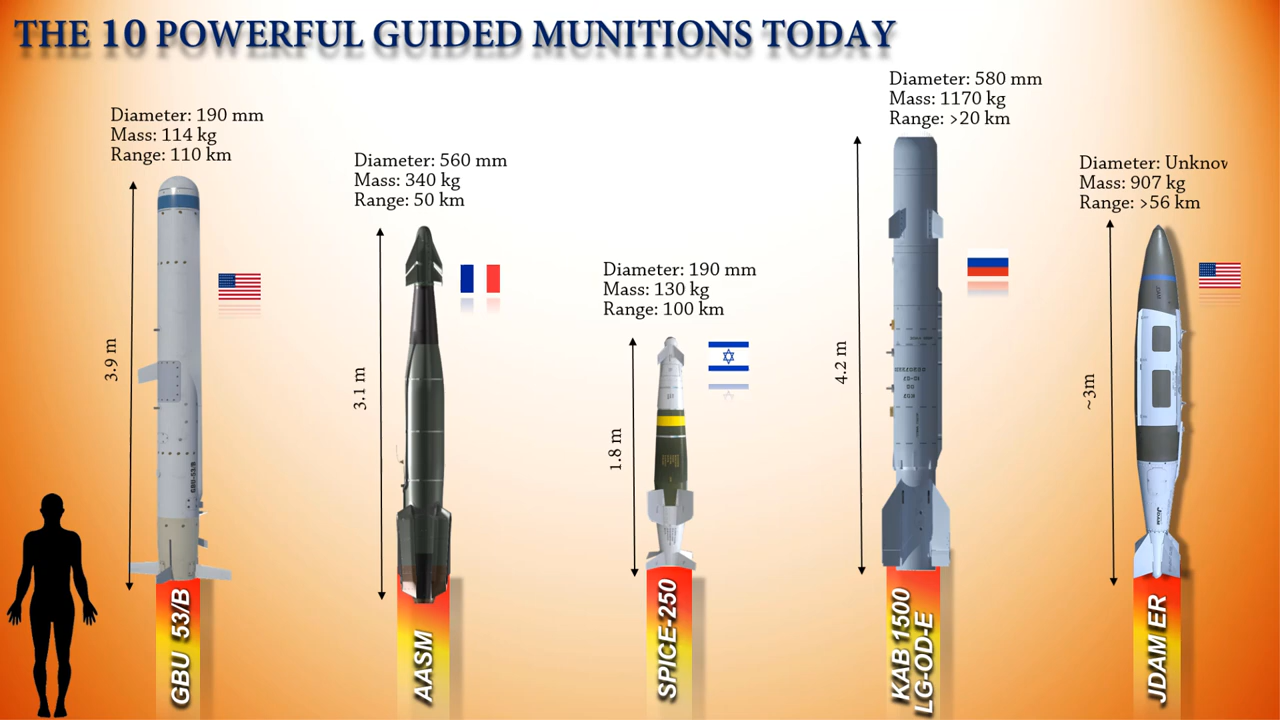 THE 10 POWERFUL GUIDED MUNITIONS TODAY
Diameter: 190 mm
Mass: 114 kg
Range: 110 km
3.9 m
GBU 53/B
GBU-53/B
Diameter: 560 mm
Mass: 340 kg
Range: 50 km
3.1 m
AASM
Diameter: 190 mm
Mass: 130 kg
Range: 100 km
1.8 m
SPICE-250
Diameter: 580 mm
Mass: 1170 kg
Range: >20 km
4.2 m
KAB 1500
LG-OD-E
Diameter: Unknov
Mass: 907 kg
Range: >56 km
~3m
JDAM ER